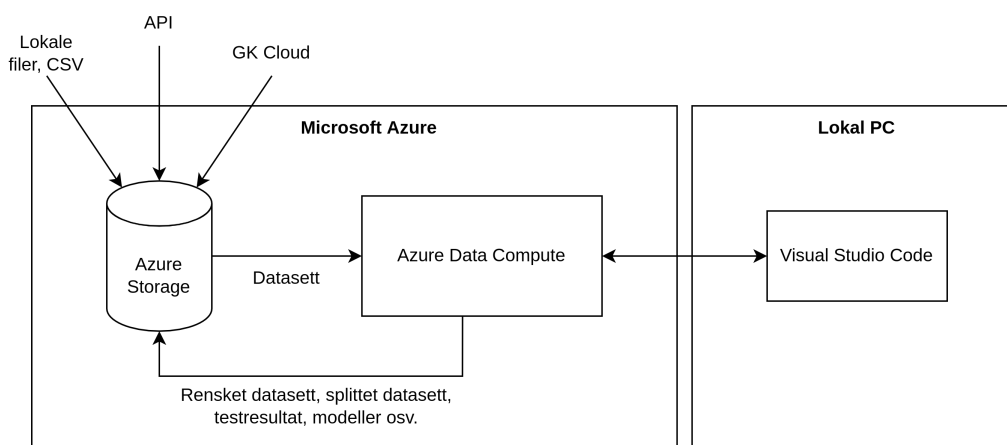 API
Lokale
filer, CSV
GK Cloud
Microsoft Azure
Lokal PC
Azure
Storage
Datasett
Azure Data Compute
Visual Studio Code
Rensket datasett, splittet datasett,
testresultat, modeller osv.